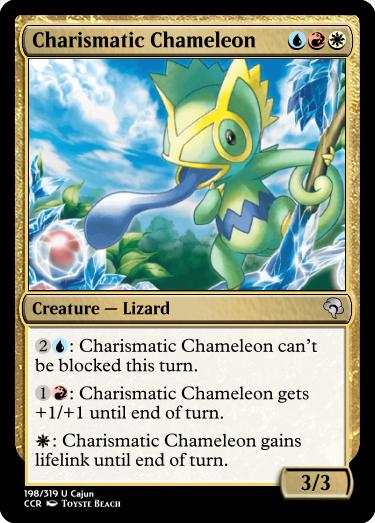 Charismatic Chameleon
Creature — Lizard
2: Charismatic Chameleon can't
be blocked this turn.
1: Charismatic Chameleon gets
+1/+1 until end of turn.
: Charismatic Chameleon gains
lifelink until end of turn.
3/3
198/319 U Cajun
CCR Toyste Beach